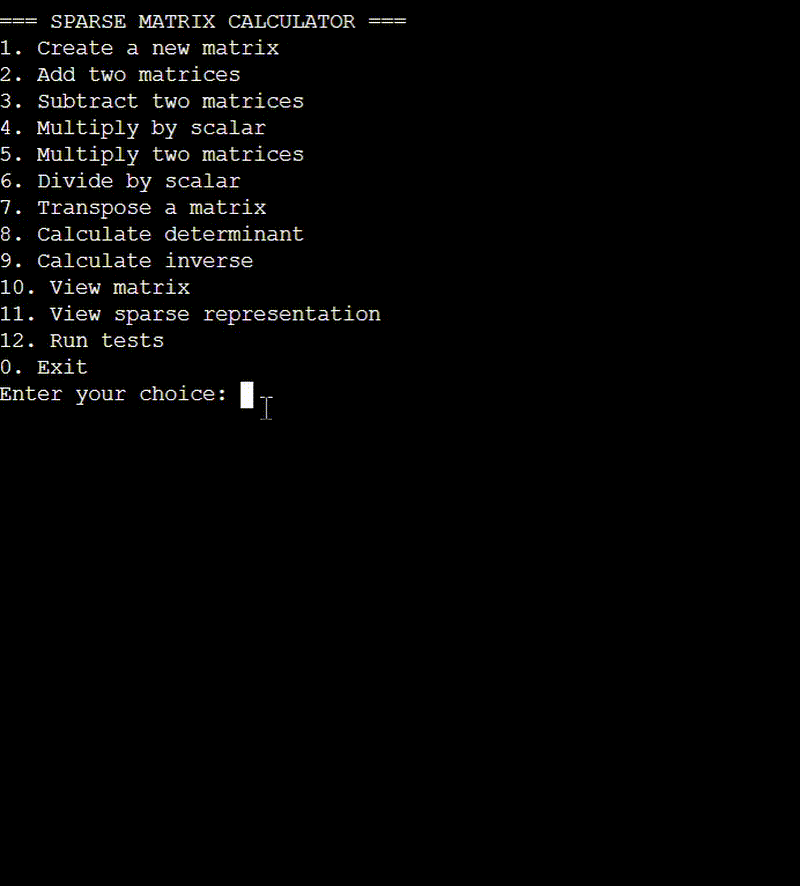 === SPARSE MATRIX CALCULATOR ===
1. Create a new matrix
2. Add two matrices
3. Subtract two matrices
4. Multiply by scalar
5. Multiply two matrices
6. Divide by scalar
7. Transpose a matrix
8. Calculate determinant
9. Calculate inverse
10. View matrix
11. View sparse representation
12. Run tests
0. Exit
Enter your choice: